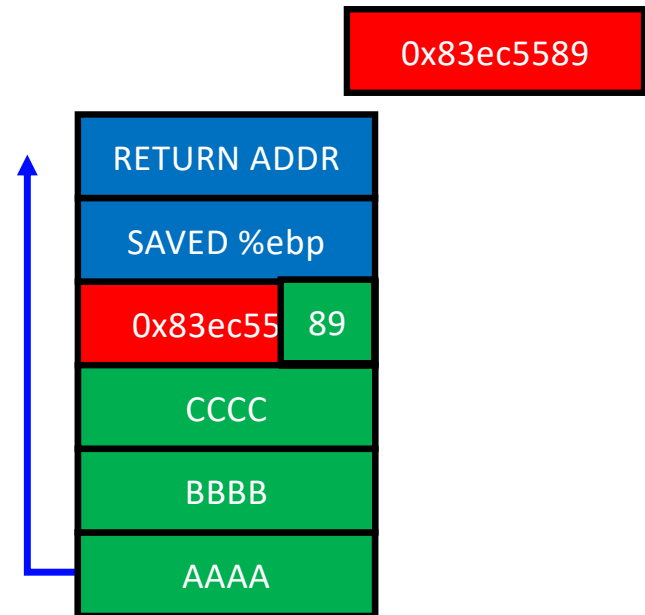 0x83ec5589
RETURN ADDR
SAVED %ebp
0x83ec55 89
CCCC
BBBB
AAAA